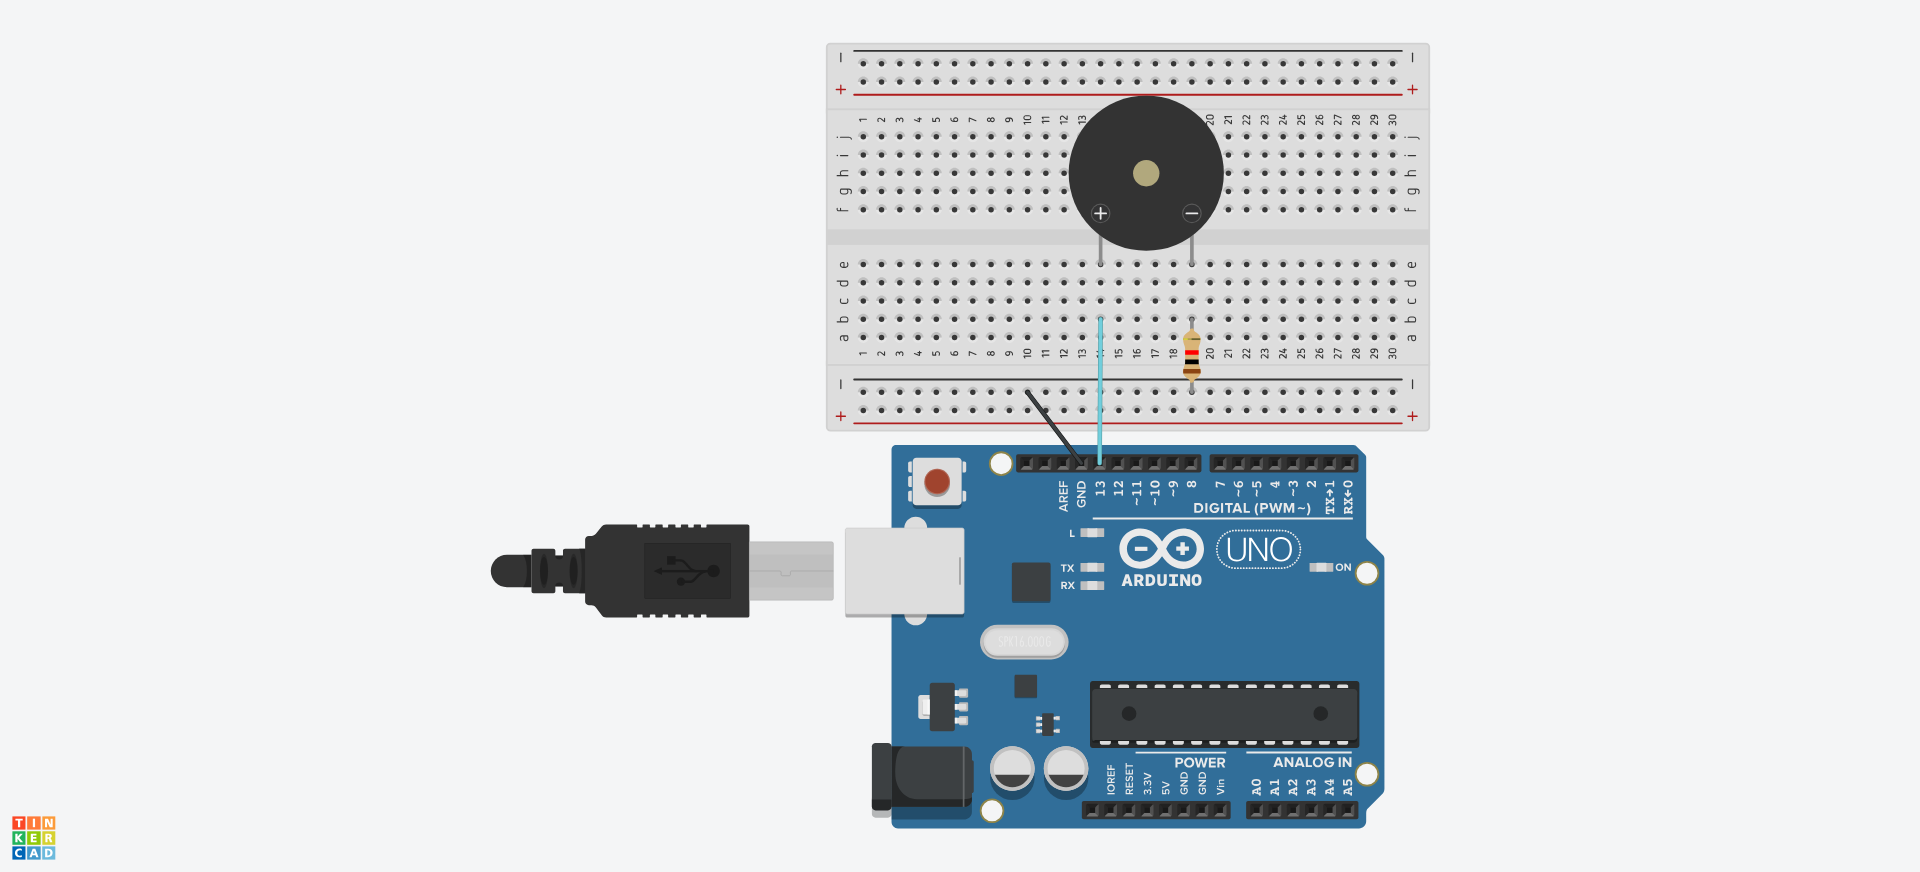 − −
+ +
1 2 3 4 5 6 7 8 9 10 11 12 13 20 21 22 23 24 25 26 27 28 29 30
j j
i i
h h
g g
f f
+ −
e e
d d
c c
b b
a a
1 2 3 4 5 6 7 8 9 10 11 12 13 15 16 17 18 20 21 22 23 24 25 26 27 28 29 30
− −
+ +
AREF GND 13 12 ~11 ~10 ~9 8 7 ~6 ~5 4 ~3 2 TX→1 RX←0
DIGITAL (PWM~)
L
UNO
TX
RX
ARDUINO
ON
SPK16.000G
POWER
ANALOG IN
IOREF RESET 3.3V 5V GND GND Vin A0 A1 A2 A3 A4 A5
TIN
KER
CAD